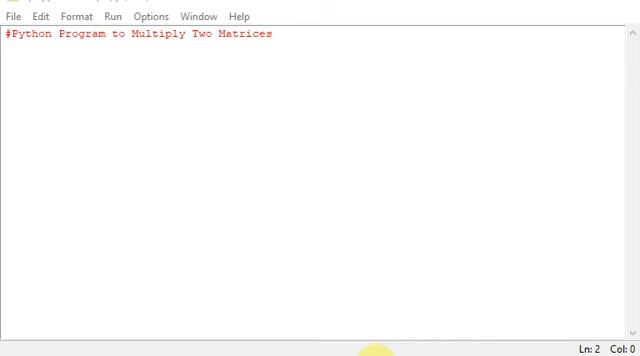 File Edit Format Run Options Window Help
#Python Program to Multiply Two Matrices
Ln: 2 Col: 0